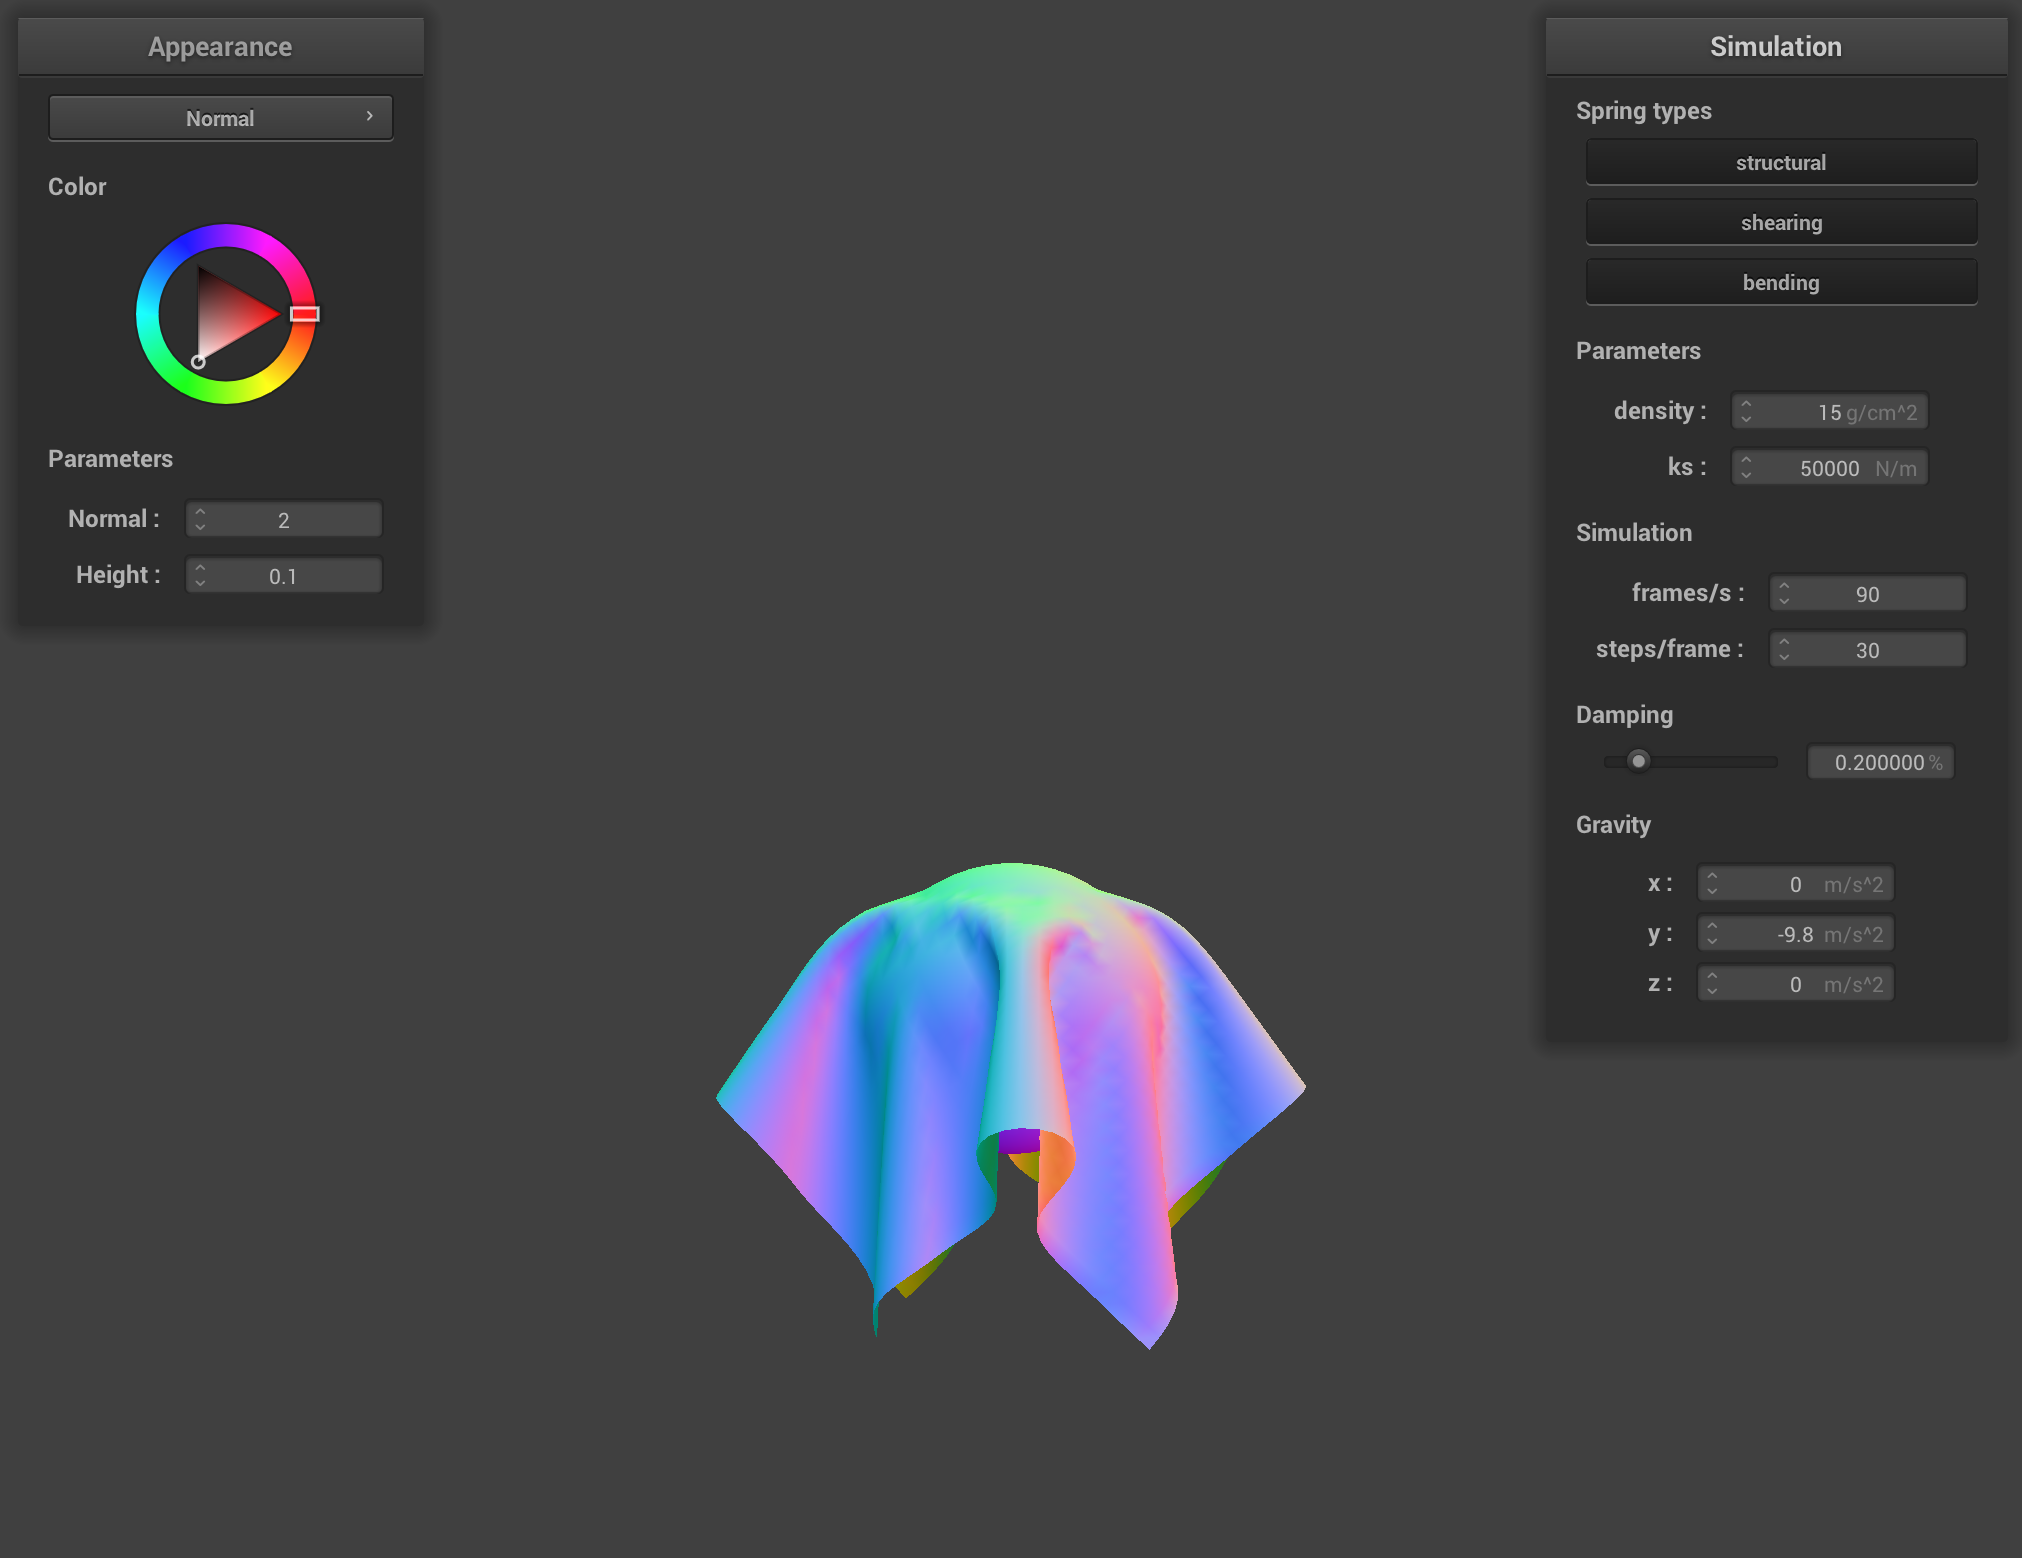 Appearance
Normal
Color
Parameters
Normal : 2
Height : 0.1
Simulation
Spring types
structural
shearing
bending
Parameters
density : 15 g/cm^2
ks : 50000 N/m
Simulation
frames/s : 90
steps/frame : 30
Damping
0.200000 %
Gravity
x : 0 m/s^2
y : -9.8 m/s^2
z : 0 m/s^2